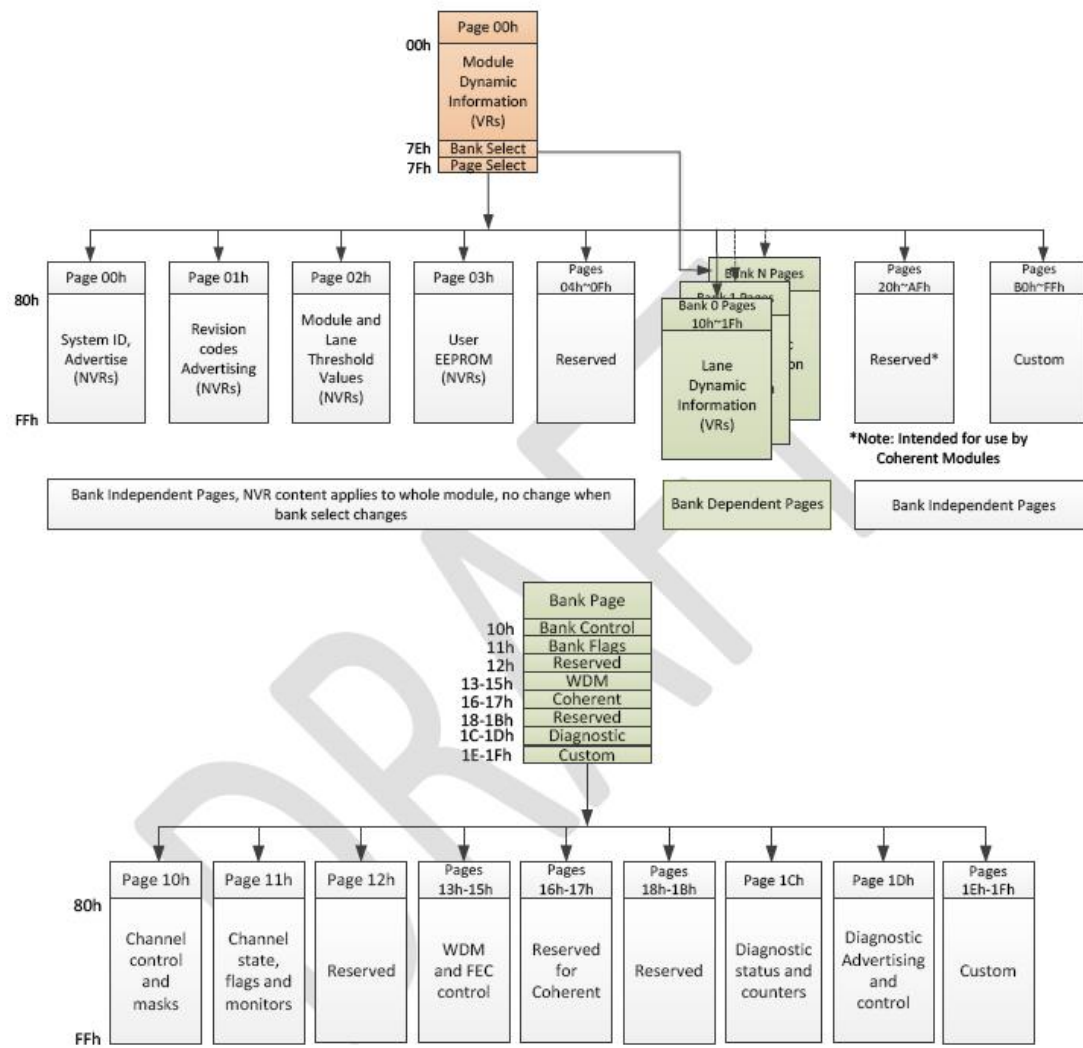 Page 00h
00h
Module
Dynamic
Information
(VRs)
7Eh
Bank Select
7Fh
Page Select
Page 00h
Page 01h
Page 02h
Page 03h
Pages
04h~0Fh
Bank N Pages
Bank 1 Pages
Bank 0 Pages
10h~1Fh
Pages
20h~AFh
Pages
B0h~FFh
80h
System ID,
Advertise
(NVRs)
Revision
codes
Advertising
(NVRs)
Module and
Lane
Threshold
Values
(NVRs)
User
EEPROM
(NVRs)
Reserved
Lane
Dynamic
Information
(VRs)
Reserved*
Custom
FFh
*Note: Intended for use by
Coherent Modules
Bank Independent Pages, NVR content applies to whole module, no change when
bank select changes
Bank Dependent Pages
Bank Independent Pages
Bank Page
10h
Bank Control
11h
Bank Flags
12h
Reserved
13-15h
WDM
16-17h
Coherent
18-1Bh
Reserved
1C-1Dh
Diagnostic
1E-1Fh
Custom
Page 10h
Page 11h
Page 12h
Pages
13h-15h
Pages
16h-17h
Pages
18h-1Bh
Page 1Ch
Page 1Dh
Pages
1Eh-1Fh
80h
Channel
control
and
masks
Channel
state,
flags and
monitors
Reserved
WDM
and FEC
control
Reserved
for
Coherent
Reserved
Diagnostic
status and
counters
Diagnostic
Advertising
and
control
Custom
FFh
DRAFT